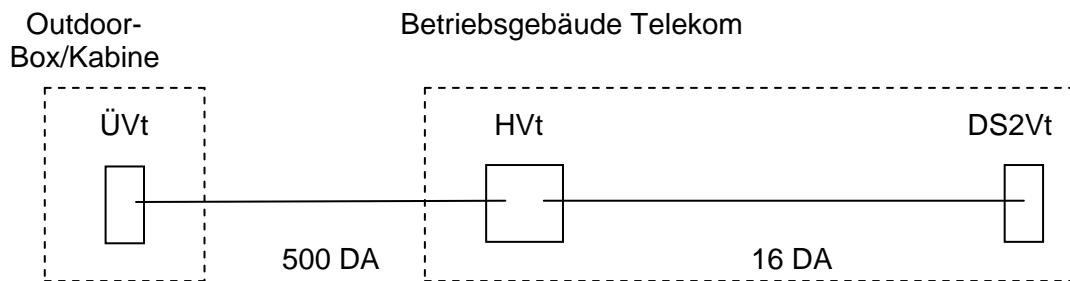 Outdoor-
Box/Kabine
Betriebsgebäude Telekom
ÜVt
HVt
DS2Vt
500 DA
16 DA